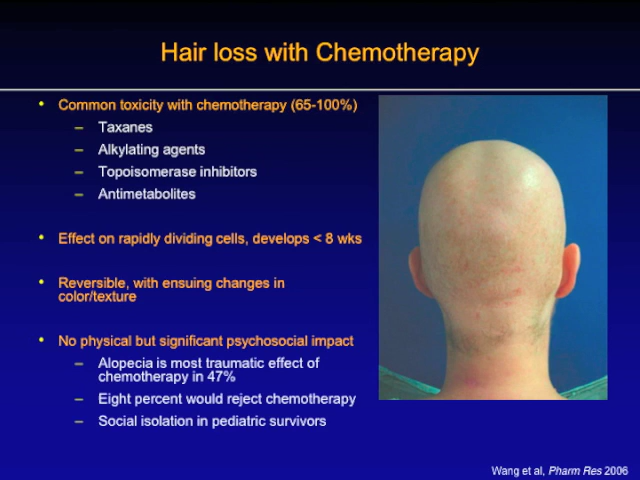 Hair loss with Chemotherapy
• Common toxicity with chemotherapy (65-100%)
– Taxanes
– Alkylating agents
– Topoisomerase inhibitors
– Antimetabolites
• Effect on rapidly dividing cells, develops < 8 wks
• Reversible, with ensuing changes in
color/texture
• No physical but significant psychosocial impact
– Alopecia is most traumatic effect of
chemotherapy in 47%
– Eight percent would reject chemotherapy
– Social isolation in pediatric survivors
Wang et al, Pharm Res 2006